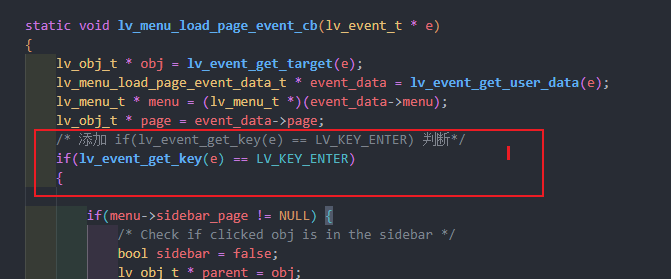 static void lv_menu_load_page_event_cb(lv_event_t * e)
{
lv_obj_t * obj = lv_event_get_target(e);
lv_menu_load_page_event_data_t * event_data = lv_event_get_user_data(e);
lv_menu_t * menu = (lv_menu_t *)(event_data->menu);
lv_obj_t * page = event_data->page;
/* 添加 if(lv_event_get_key(e) == LV_KEY_ENTER) 判断*/
if(lv_event_get_key(e) == LV_KEY_ENTER)
{
if(menu->sidebar_page != NULL) {
/* Check if clicked obj is in the sidebar */
bool sidebar = false;
lv_obj_t * parent = obj;